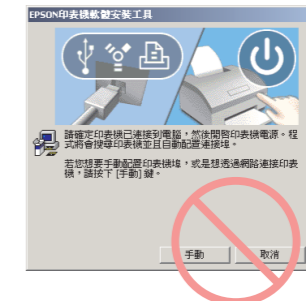 EPSON印表機軟體安裝工具
請確定印表機已連接到電腦，然後開啟印表機電源。程
式將會搜尋印表機並且自動配置連接埠。
若您想要手動配置印表機埠，或是想透過網路連接印表
機，請按下 [手動] 鍵。
手動
取消